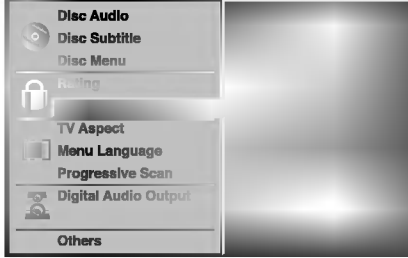 Disc Audio
Disc Subtitle
Disc Menu
Rating
TV Aspect
Menu Language
Progressive Scan
Digital Audio Output
Others